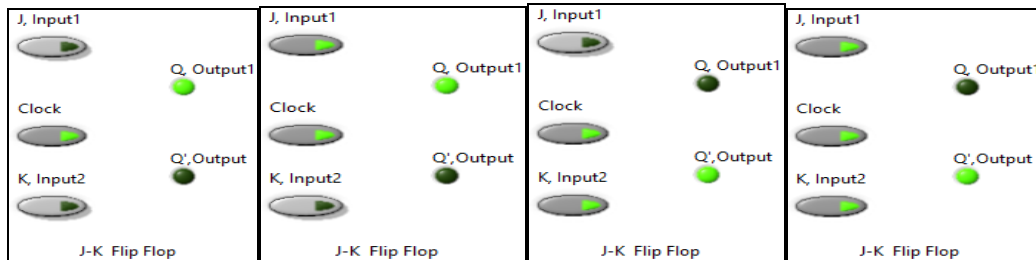 J, Input1
Q, Output1
Clock
Q',Output
K, Input2
J-K Flip Flop
J, Input1
Q, Output1
Clock
Q',Output
K, Input2
J-K Flip Flop
J, Input1
Q, Output1
Clock
Q',Output
K, Input2
J-K Flip Flop
J, Input1
Q, Output1
Clock
Q',Output
K, Input2
J-K Flip Flop